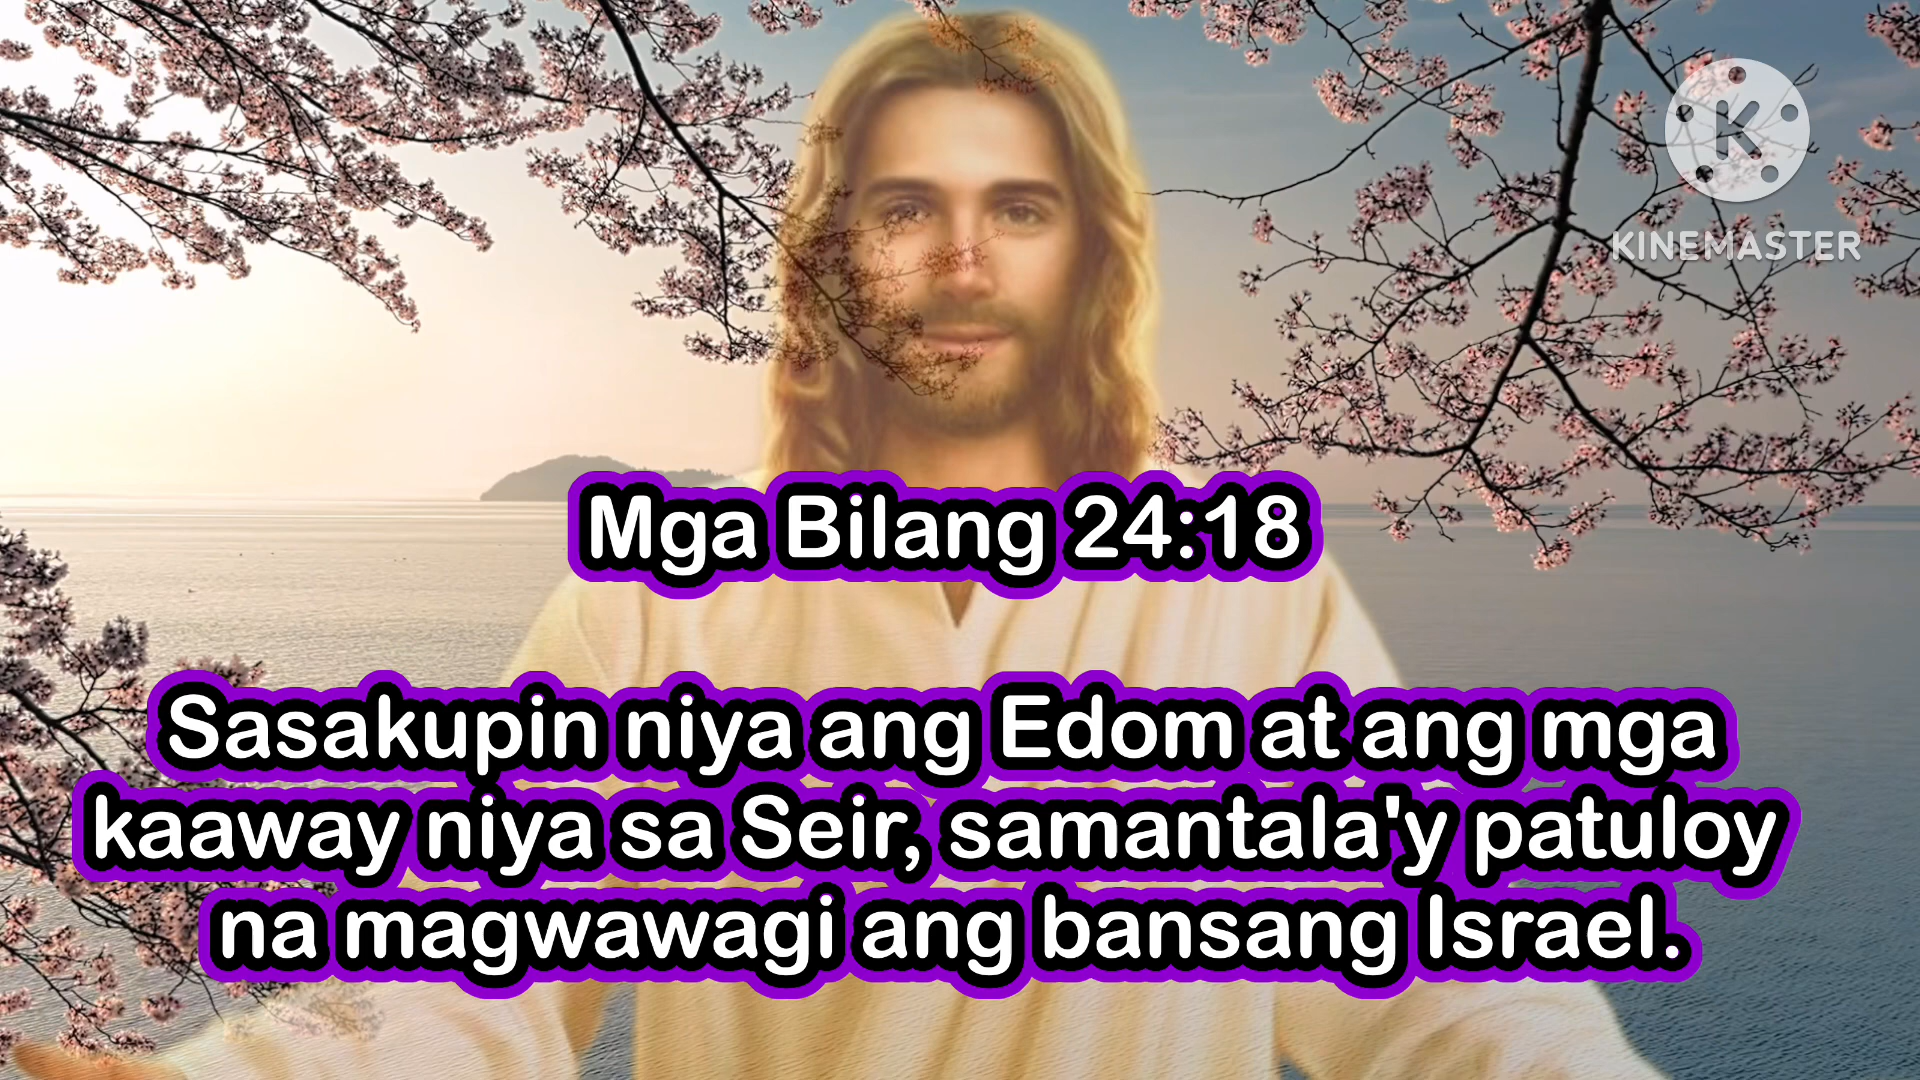 K
KINEMASTER
Mga Bilang 24:18
Sasakupin niya ang Edom at ang mga
kaaway niya sa Seir, samantala'y patuloy
na magwawagi ang bansang Israel.